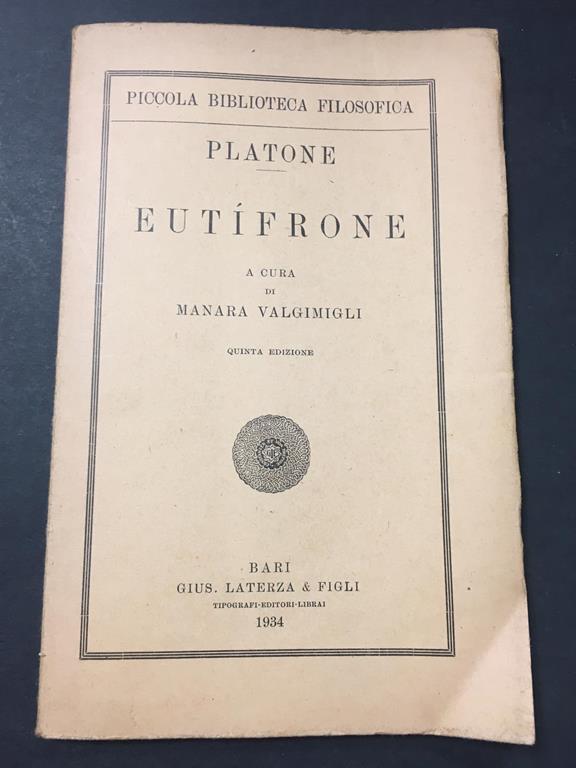 PICCOLA BIBLIOTECA FILOSOFICA
PLATONE
EUTÍFRONE
A CURA
DI
MANARA VALGIMIGLI
QUINTA EDIZIONE
BARI
GIUS. LATERZA & FIGLI
TIPOGRAFI-EDITORI-LIBRAI
1934